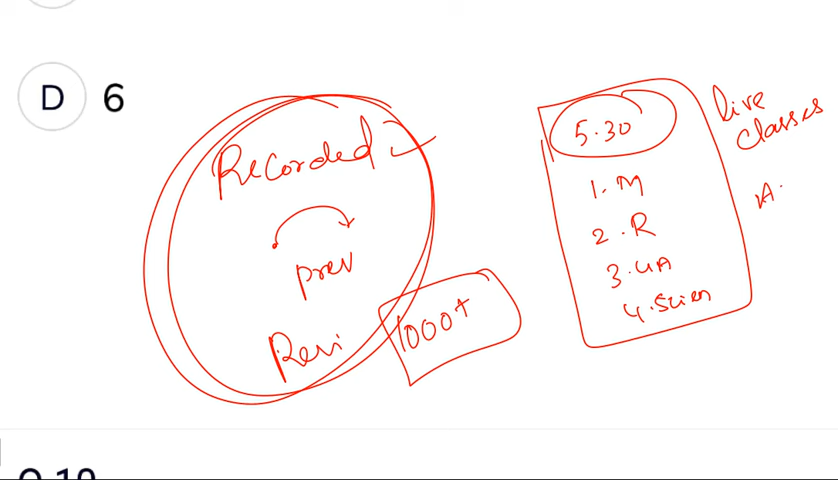 D 6
Recorded
prev
Revi
1000+
5.30
1. M
2. R
3. GA
4. Scien
live
classes
A.